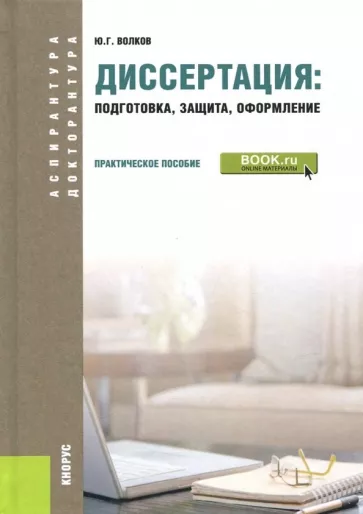 Ю.Г. ВОЛКОВ
ДИССЕРТАЦИЯ:
ПОДГОТОВКА, ЗАЩИТА, ОФОРМЛЕНИЕ
ПРАКТИЧЕСКОЕ ПОСОБИЕ
BOOK.ru
ONLINE МАТЕРИАЛЫ
АСПИРАНТУРА
ДОКТОРАНТУРА
КНОРУС